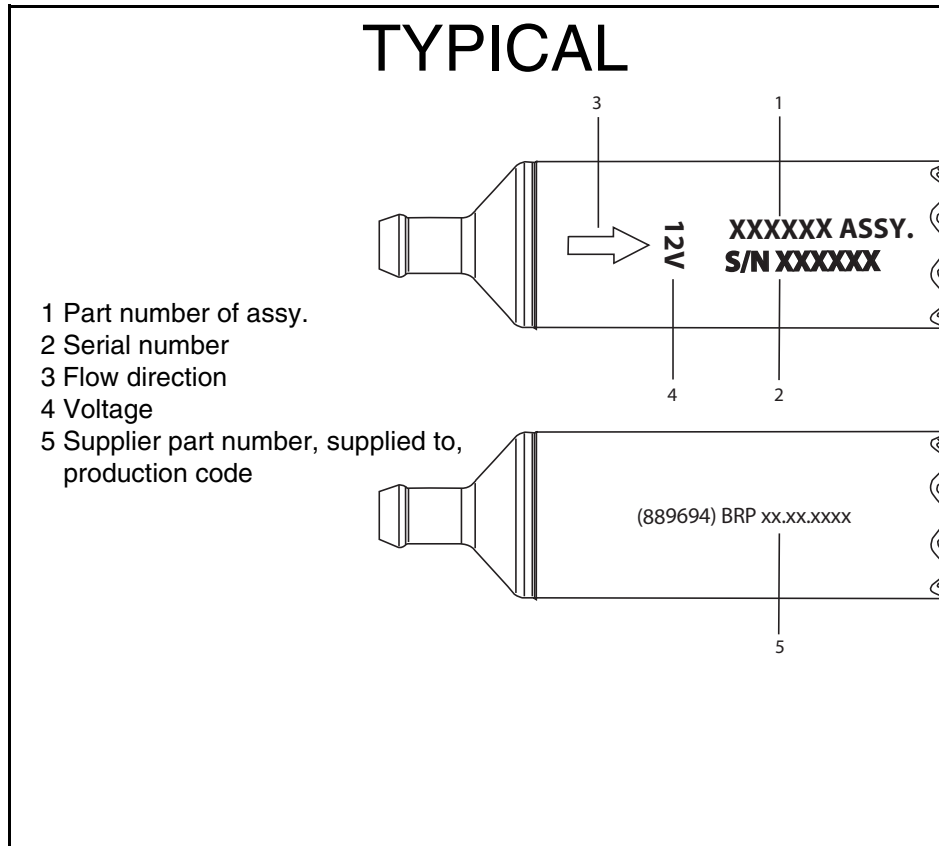 TYPICAL
3 1
12V
XXXXXX ASSY.
S/N XXXXXX
4 2
1 Part number of assy.
2 Serial number
3 Flow direction
4 Voltage
5 Supplier part number, supplied to,
production code
(889694) BRP xx.xx.xxxx
5